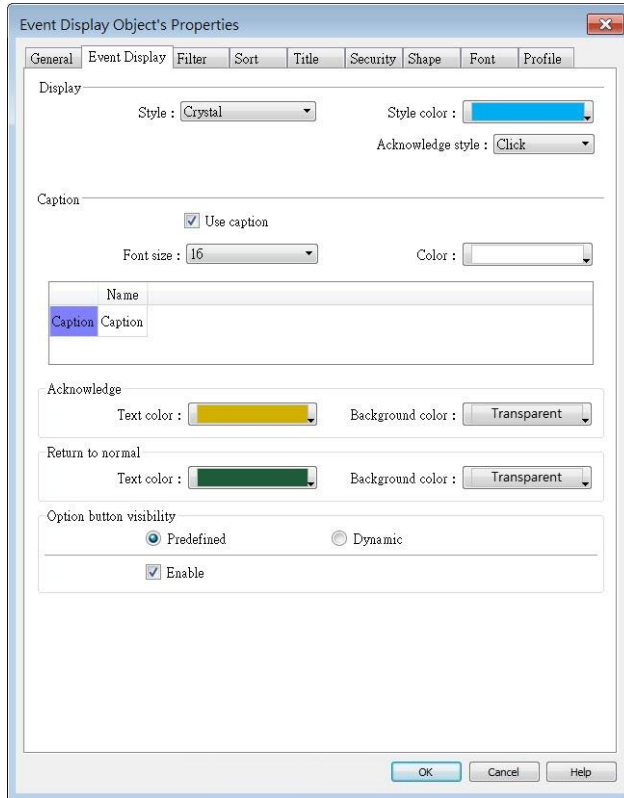 Event Display Object's Properties
General Event Display Filter Sort Title Security Shape Font Profile
Display
Style : Crystal Style color :
Acknowledge style : Click
Caption
Use caption
Font size : 16 Color :
Name
Caption Caption
Acknowledge
Text color : Background color : Transparent
Return to normal
Text color : Background color : Transparent
Option button visibility
Predefined Dynamic
Enable
OK Cancel Help